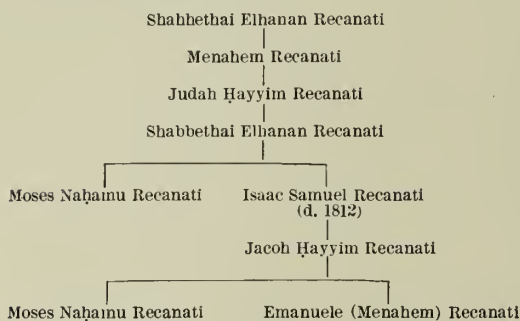 Shabbethai Elhanan Recanati
Menahem Recanati
Judah Ḥayyim Recanati
Shabbethai Elhanan Recanati
Moses Naḥamu Recanati Isaac Samuel Recanati
(d. 1812)
Jacob Ḥayyim Recanati
Moses Naḥamu Recanati Emanuele (Menahem) Recanati